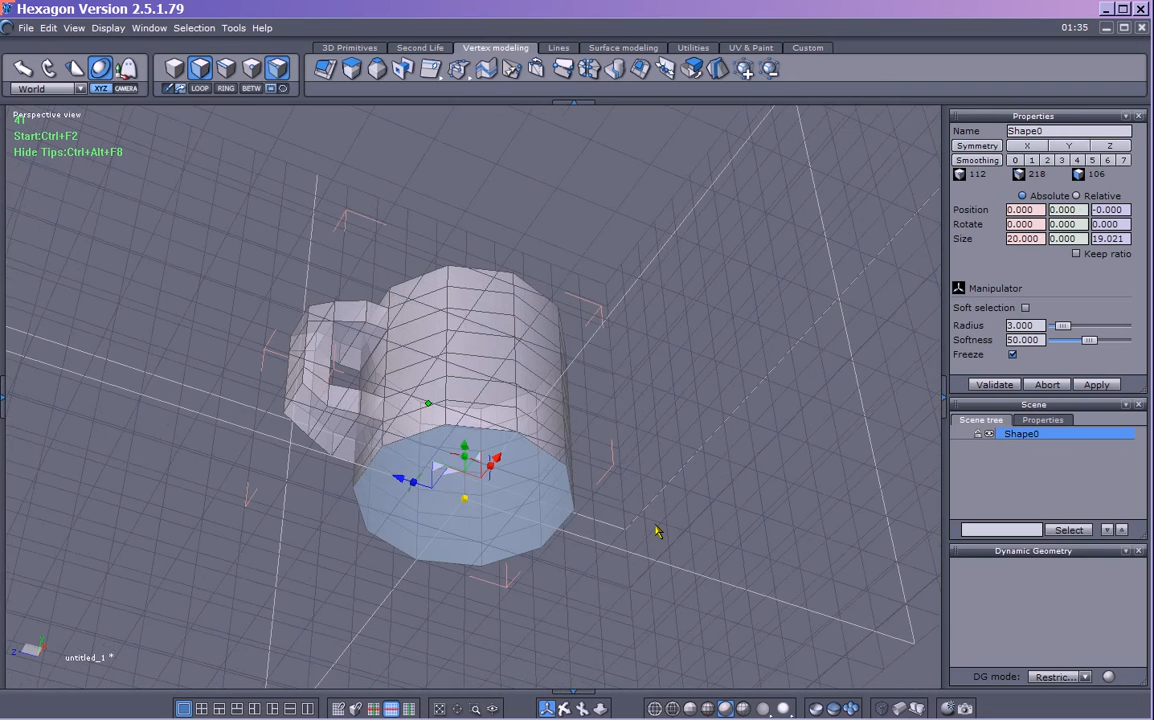 Hexagon Version 2.5.1.79
File Edit View Display Window Selection Tools Help
01:35
3D Primitives Second Life Vertex modeling Lines Surface modeling Utilities UV & Paint Custom
World XYZ CAMERA LOOP RING BETW
Perspective view
41
Start:Ctrl+F2
Hide Tips:Ctrl+Alt+F8
Properties
Name Shape0
Symmetry X Y Z
Smoothing 0 1 2 3 4 5 6 7
112 218 106
Absolute Relative
Position 0.000 0.000 -0.000
Rotate 0.000 0.000 0.000
Size 20.000 0.000 19.021
Keep ratio
Manipulator
Soft selection
Radius 3.000
Softness 50.000
Freeze
Validate Abort Apply
Scene
Scene tree Properties
Shape0
Select
Dynamic Geometry
untitled_1 *
DG mode: Restric...